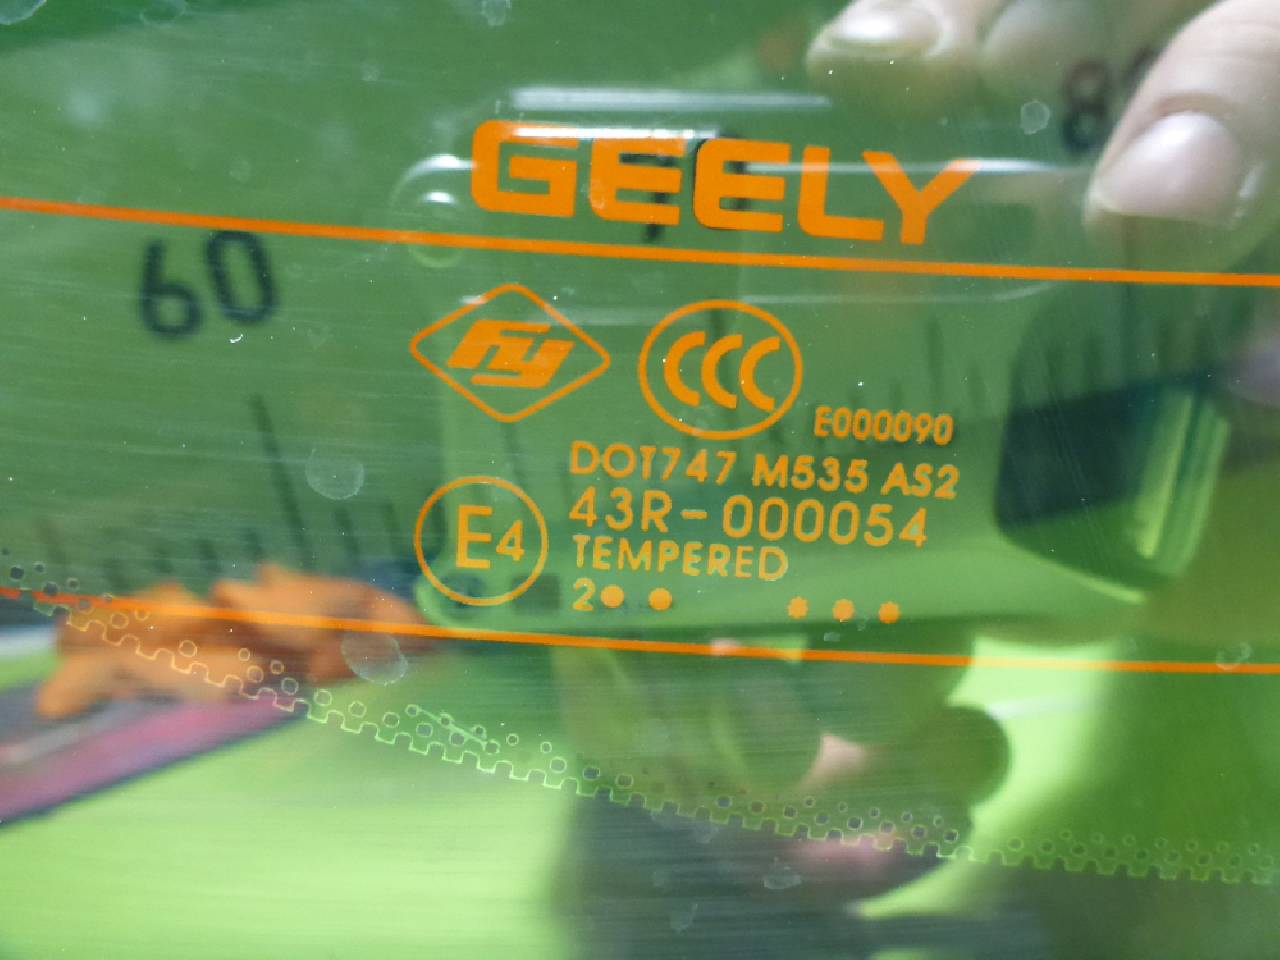 GEELY
60
fy
CCC
E000090
DOT747 M535 AS2
E4
43R-000054
TEMPERED
2